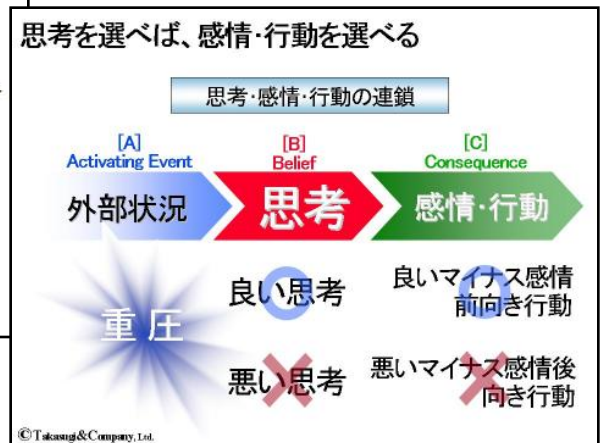 思考を選べば、感情・行動を選べる
思考・感情・行動の連鎖
[A]
Activating Event
[B]
Belief
[C]
Consequence
外部状況
思考
感情・行動
重圧
良い思考
良いマイナス感情
前向き行動
悪い思考
悪いマイナス感情後
向き行動
©Takasugi&Company, Ltd.